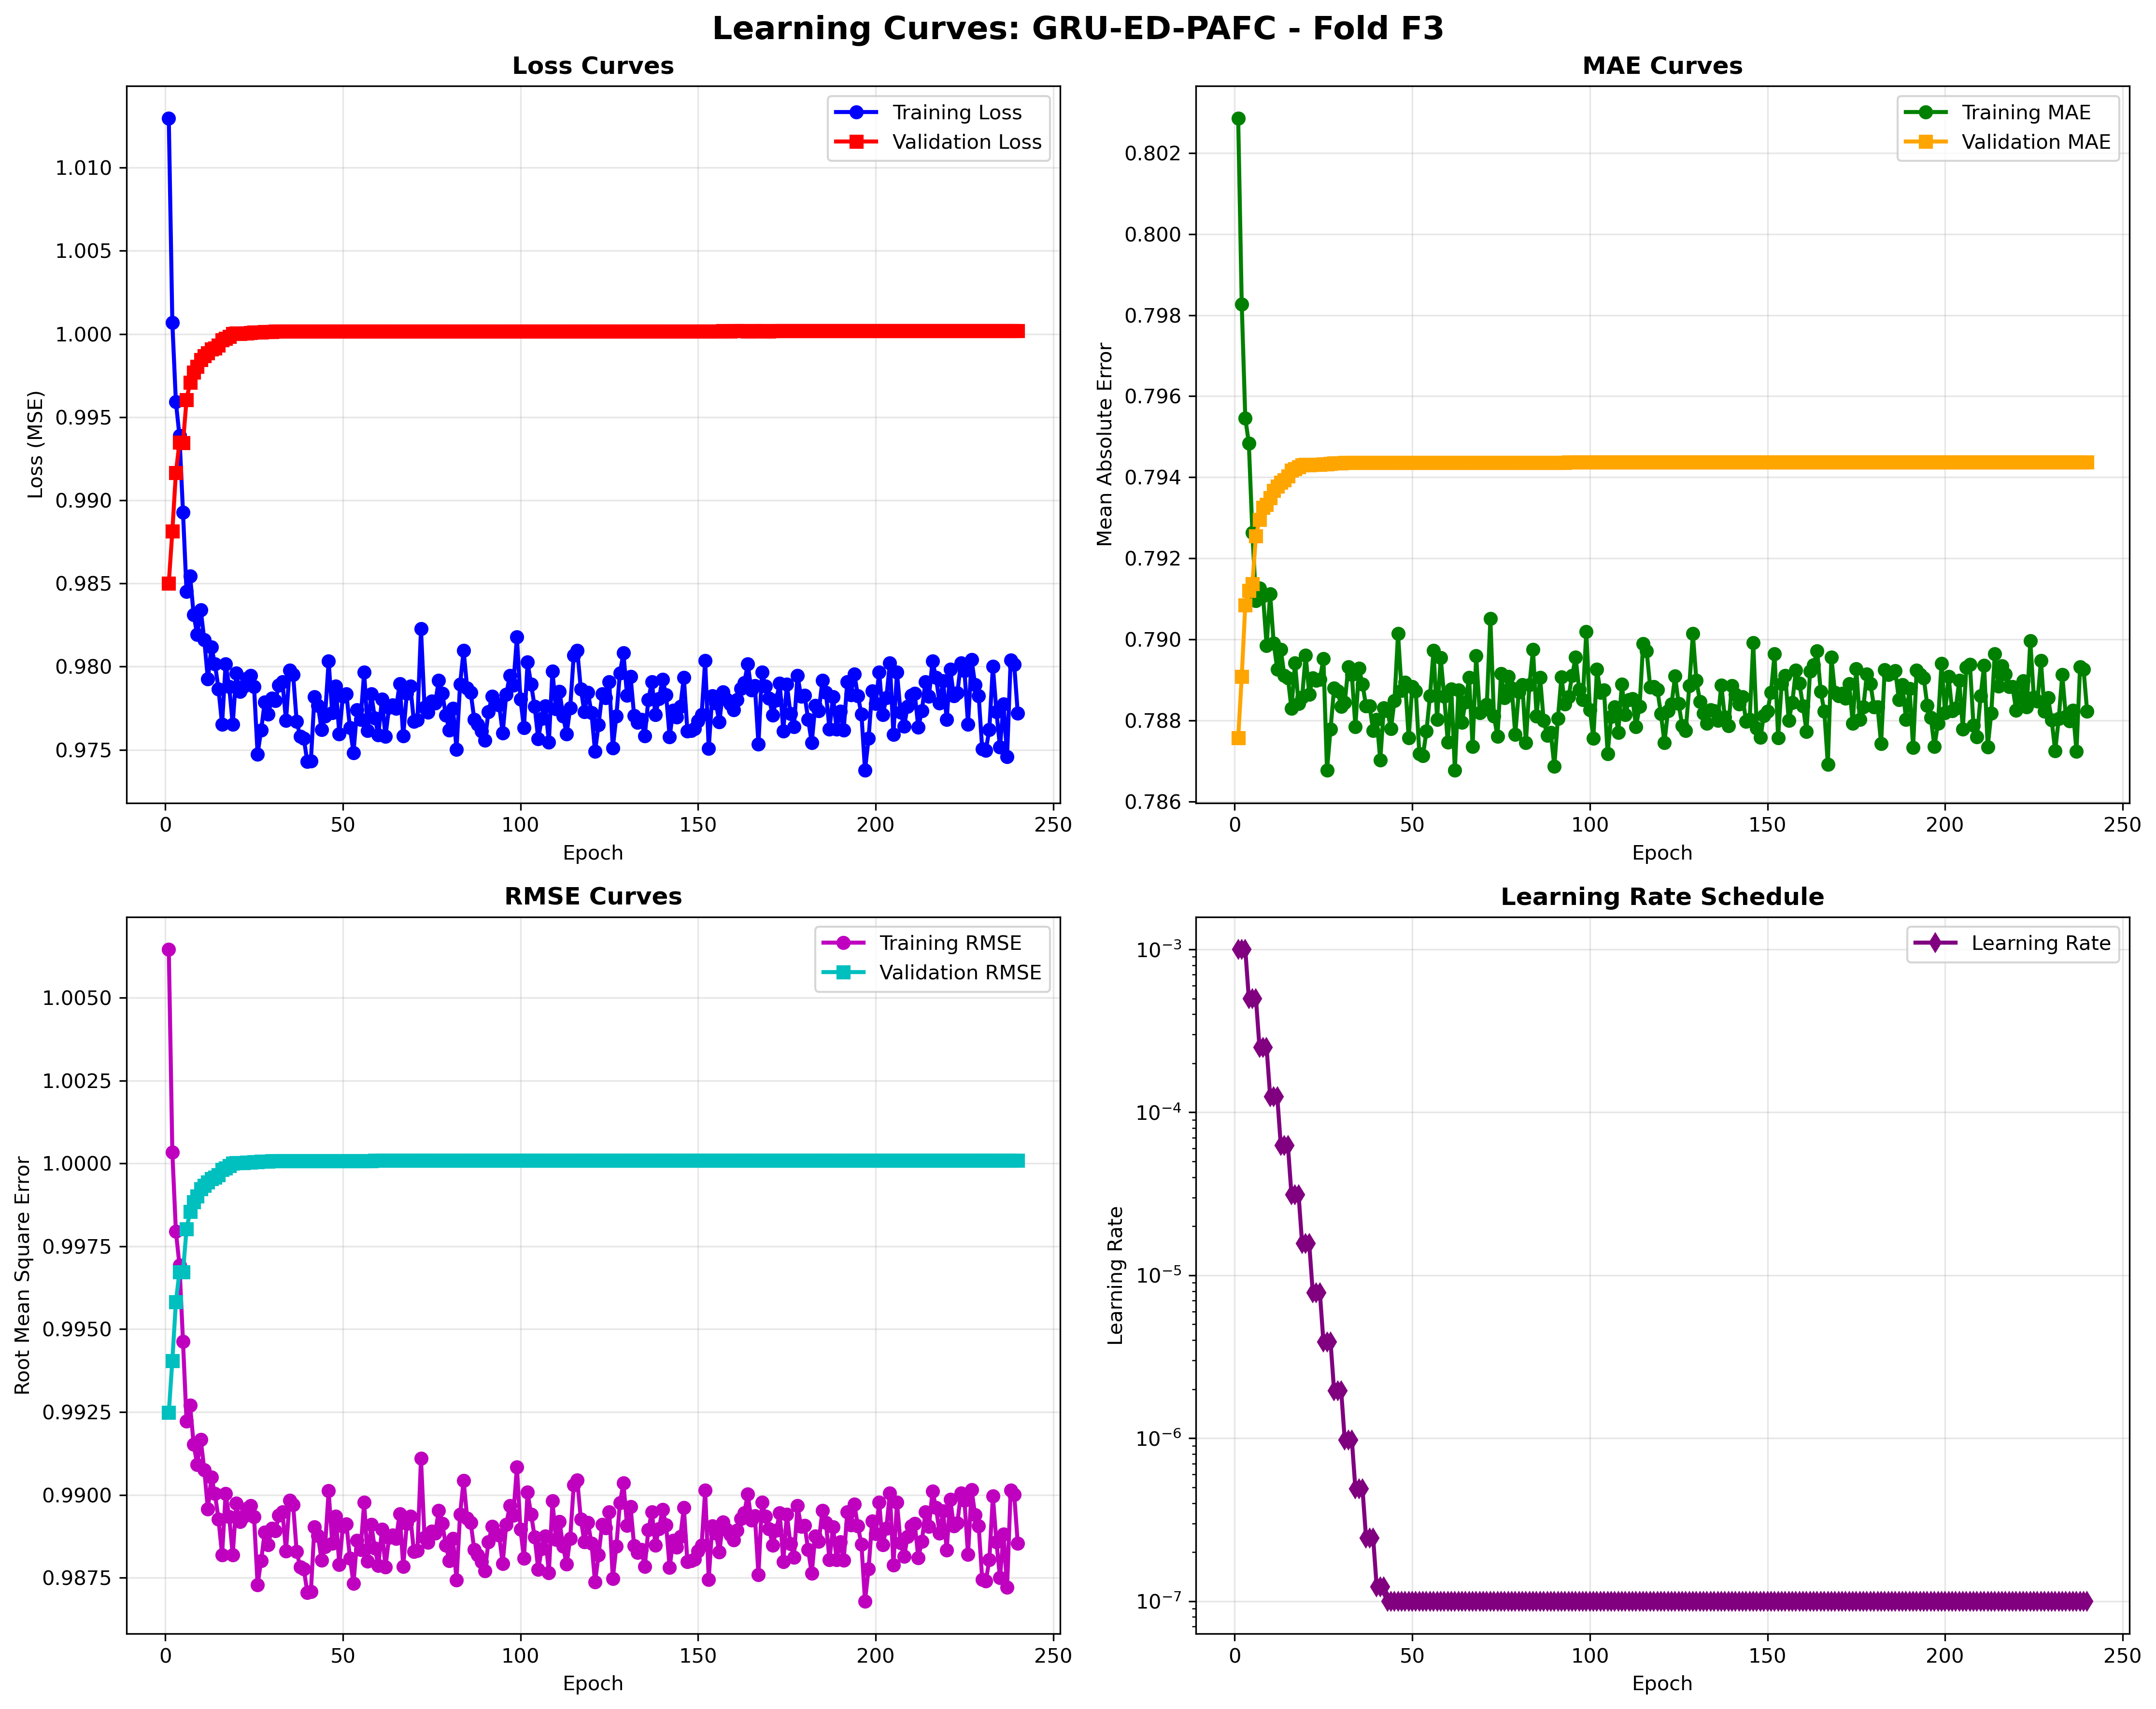 Learning Curves: GRU-ED-PAFC - Fold F3
Loss Curves
Training Loss
Validation Loss
1.010
1.005
1.000
0.995
0.990
0.985
0.980
0.975
Loss (MSE)
0
50
100
150
200
250
Epoch
MAE Curves
Training MAE
Validation MAE
0.802
0.800
0.798
0.796
0.794
0.792
0.790
0.788
0.786
Mean Absolute Error
0
50
100
150
200
250
Epoch
RMSE Curves
Training RMSE
Validation RMSE
1.0050
1.0025
1.0000
0.9975
0.9950
0.9925
0.9900
0.9875
Root Mean Square Error
0
50
100
150
200
250
Epoch
Learning Rate Schedule
Learning Rate
10⁻³
10⁻⁴
10⁻⁵
10⁻⁶
10⁻⁷
Learning Rate
0
50
100
150
200
250
Epoch